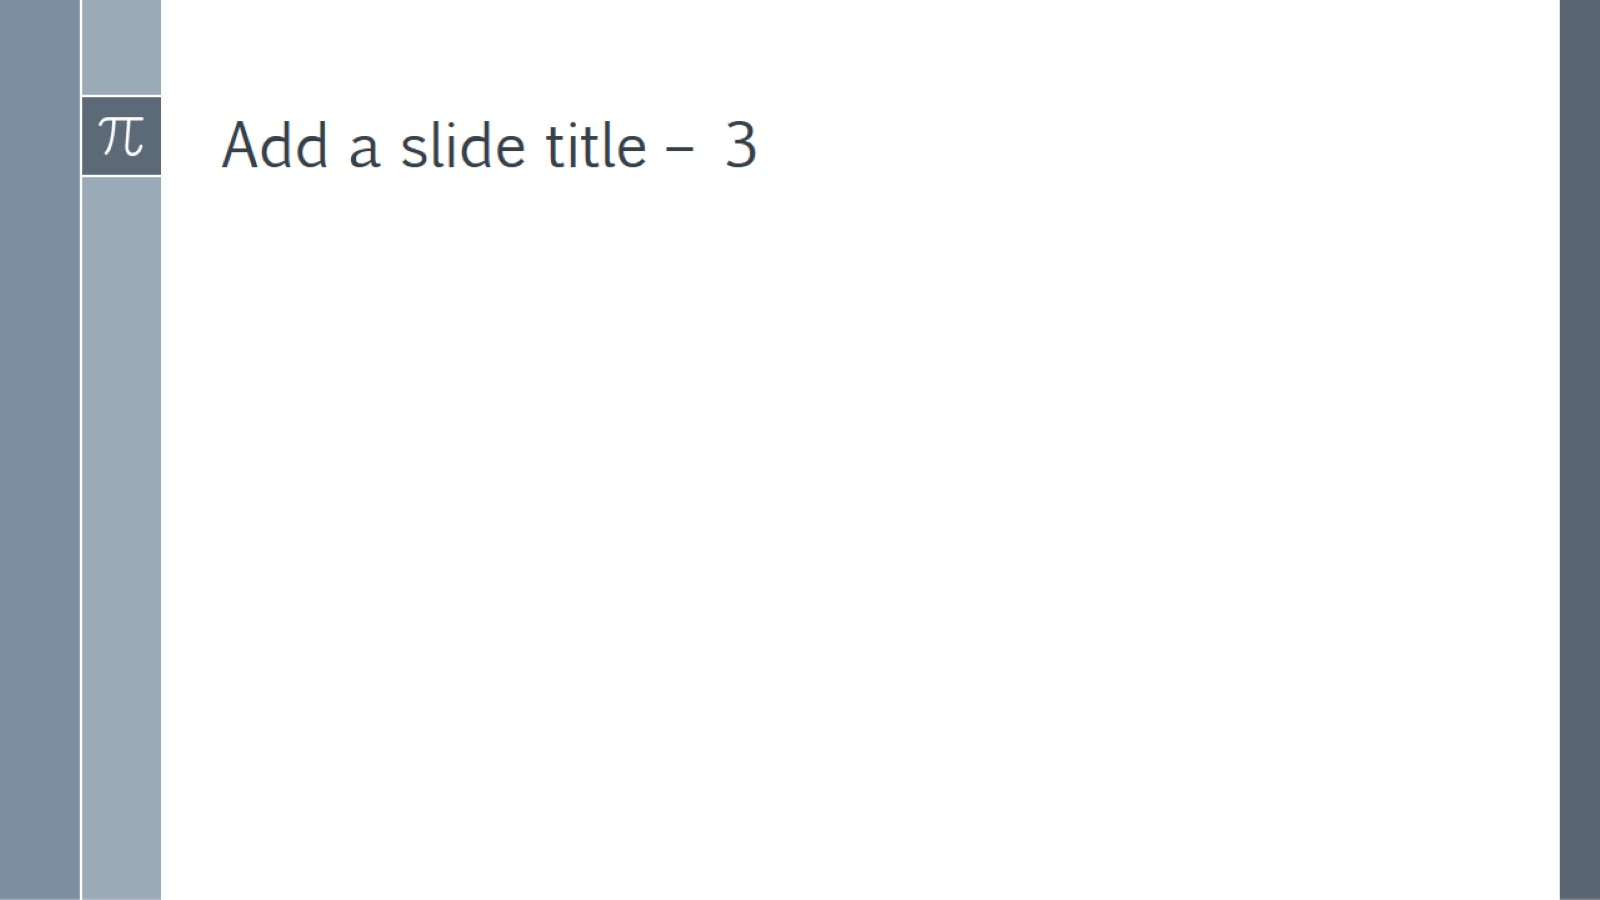 π
Add a slide title – 3